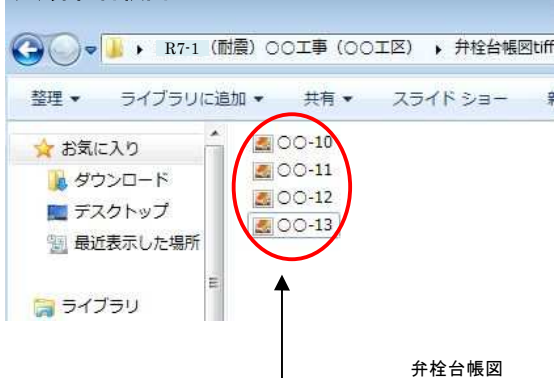 R7-1 (耐震)○○工事(○○工区) ▶ 弁栓台帳図tiff
整理 ▼ ライブラリに追加 ▼ 共有 ▼ スライド ショー
お気に入り
ダウンロード
デスクトップ
最近表示した場所
ライブラリ
○○-10
○○-11
○○-12
○○-13
弁栓台帳図